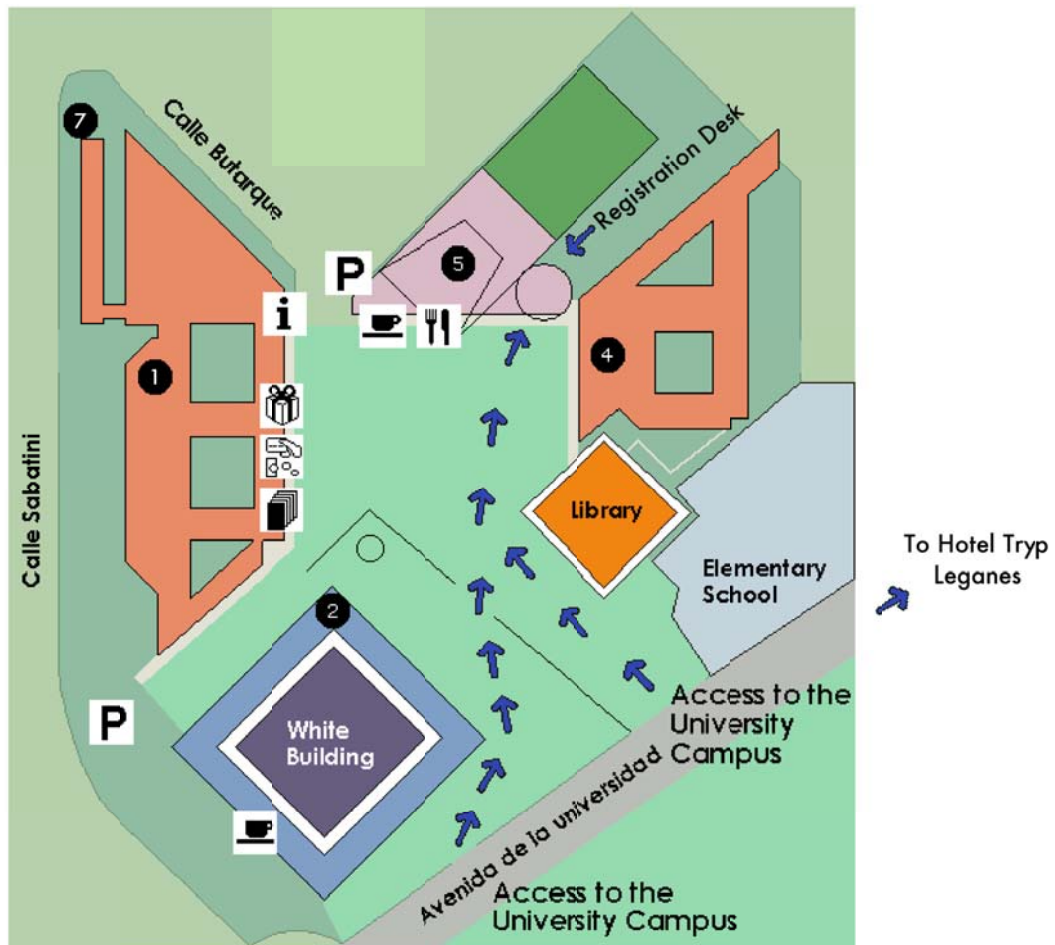 7
Calle Butarque
Registration Desk
5
P
i
1
4
Calle Sabatini
Library
Elementary
School
To Hotel Tryp
Leganes
2
P
White
Building
Access to the
University
Campus
Avenida de la universidad
Access to the
University Campus